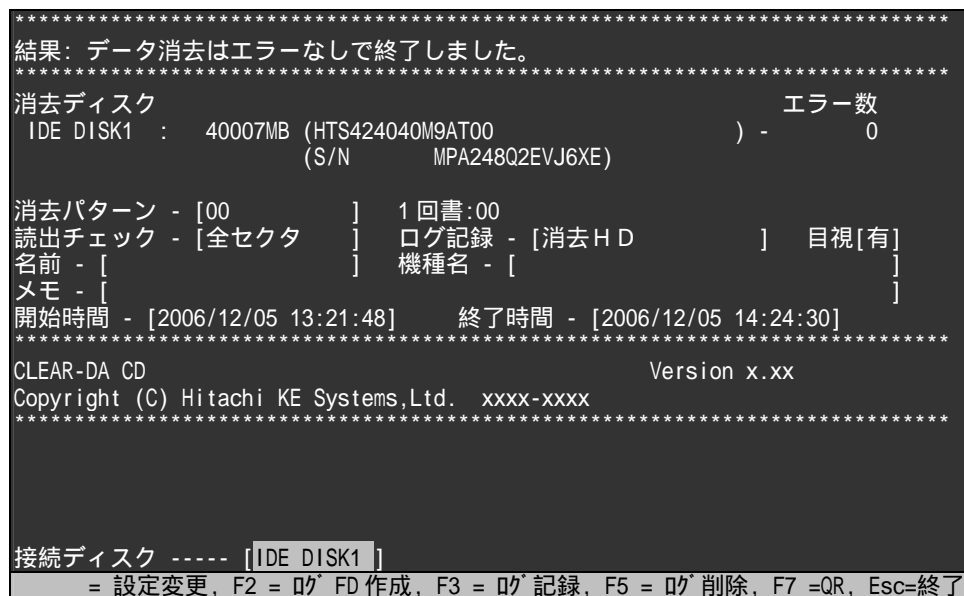 ******************************************************************************
結果: データ消去はエラーなしで終了しました。
******************************************************************************
消去ディスク エラー数
IDE DISK1 : 40007MB (HTS424040M9AT00 ) - 0
(S/N MPA248Q2EVJ6XE)
消去パターン - [00 ] 1回書:00
読出チェック - [全セクタ ] ログ記録 - [消去HD ] 目視[有]
名前 - [ ] 機種名 - [ ]
メモ - [ ]
開始時間 - [2006/12/05 13:21:48] 終了時間 - [2006/12/05 14:24:30]
******************************************************************************
CLEAR-DA CD Version x.xx
Copyright (C) Hitachi KE Systems,Ltd. xxxx-xxxx
******************************************************************************
接続ディスク ----- [IDE DISK1 ]
= 設定変更, F2 = ログFD作成, F3 = ログ記録, F5 = ログ削除, F7 =QR, Esc=終了